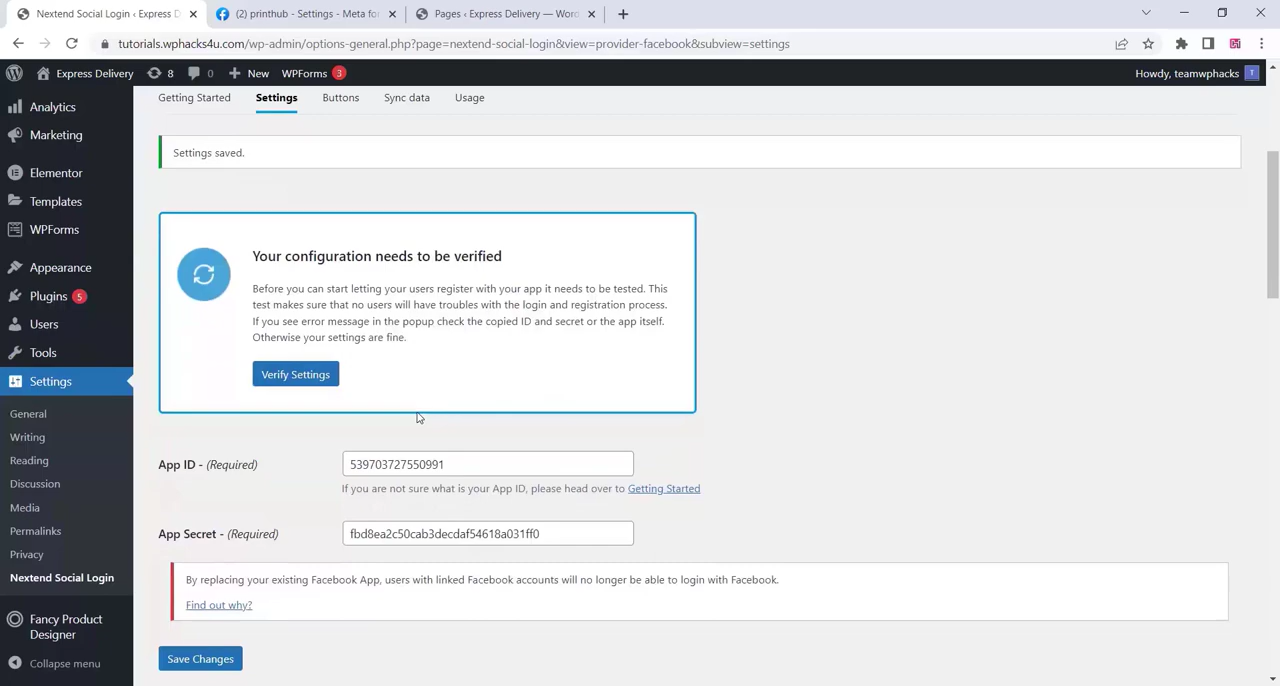 Nextend Social Login ‹ Express D
(2) printhub - Settings - Meta for
Pages ‹ Express Delivery — Word
tutorials.wphacks4u.com/wp-admin/options-general.php?page=nextend-social-login&view=provider-facebook&subview=settings
Express Delivery
8
0
New
WPForms
3
Howdy, teamwphacks
T
Analytics
Marketing
Elementor
Templates
WPForms
Appearance
Plugins 5
Users
Tools
Settings
General
Writing
Reading
Discussion
Media
Permalinks
Privacy
Nextend Social Login
Fancy Product
Designer
Collapse menu
Getting Started
Settings
Buttons
Sync data
Usage
Settings saved.
Your configuration needs to be verified
Before you can start letting your users register with your app it needs to be tested. This
test makes sure that no users will have troubles with the login and registration process.
If you see error message in the popup check the copied ID and secret or the app itself.
Otherwise your settings are fine.
Verify Settings
App ID - (Required)
539703727550991
If you are not sure what is your App ID, please head over to Getting Started
App Secret - (Required)
fbd8ea2c50cab3decdaf54618a031ff0
By replacing your existing Facebook App, users with linked Facebook accounts will no longer be able to login with Facebook.
Find out why?
Save Changes